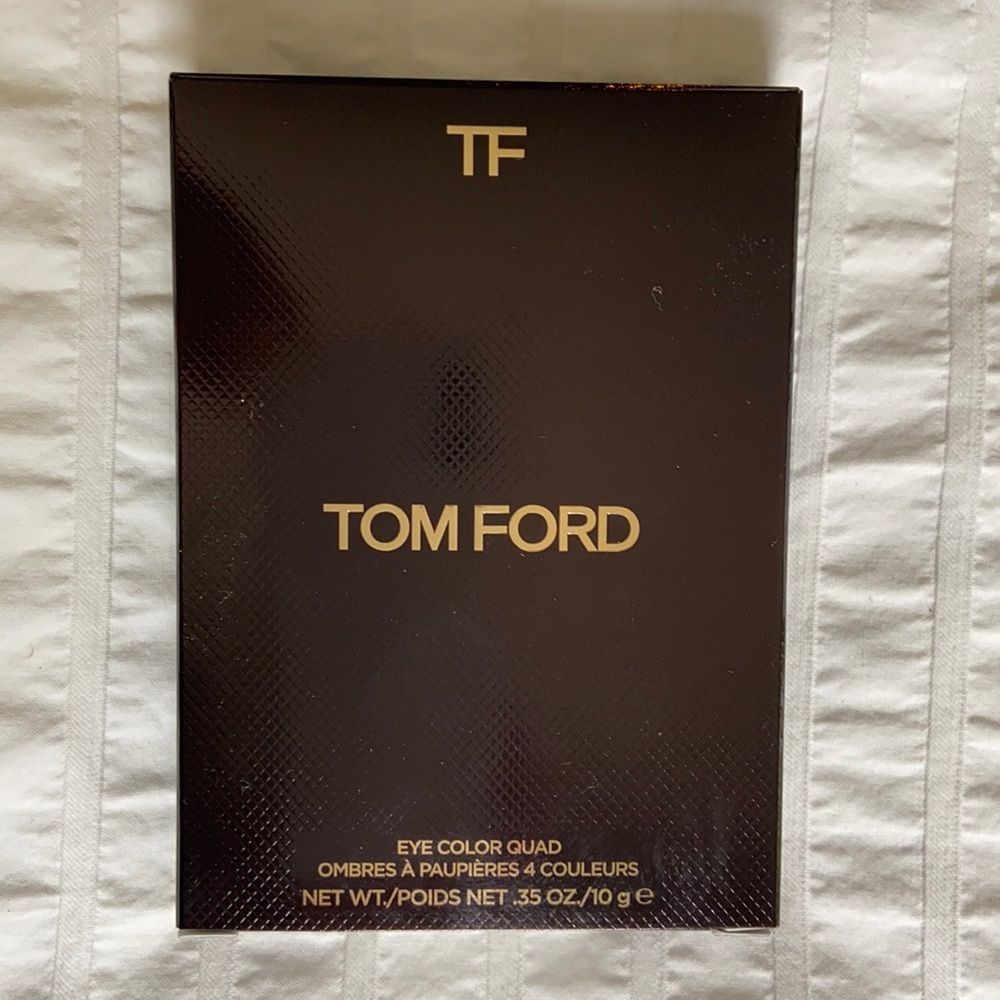 TF
TOM FORD
EYE COLOR QUAD
OMBRES À PAUPIÈRES 4 COULEURS
NET WT./POIDS NET .35 OZ./10 g ℮